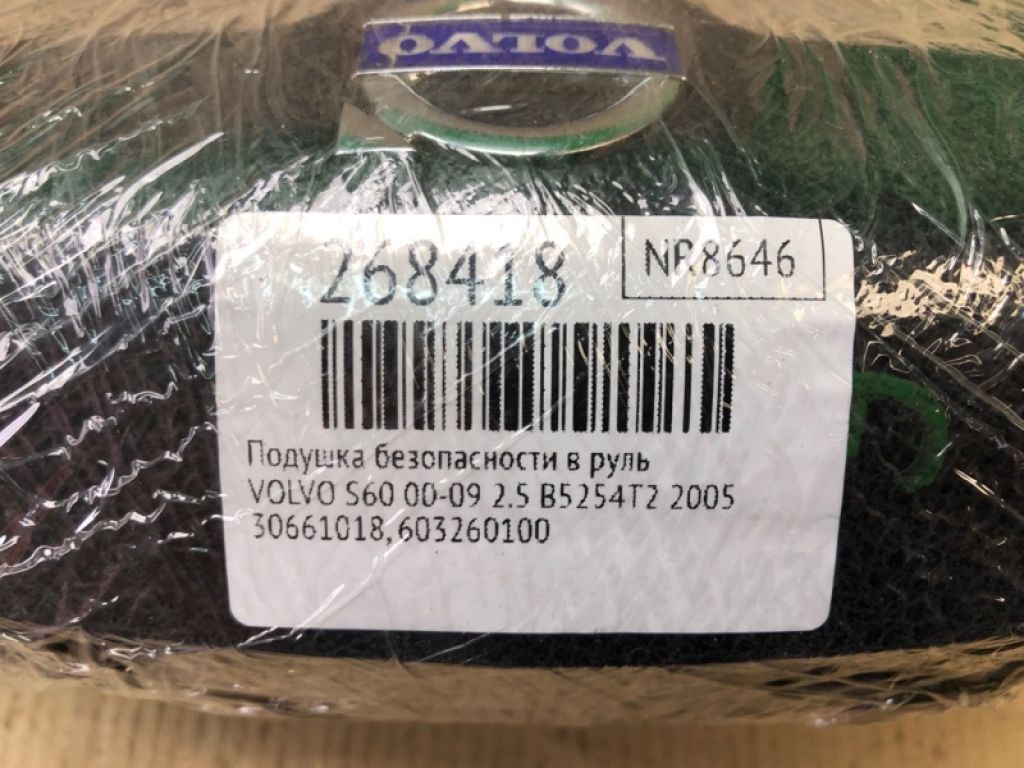 VOLVO
268418
NR8646
Подушка безопасности в руль
VOLVO S60 00-09 2.5 B5254T2 2005
30661018,603260100